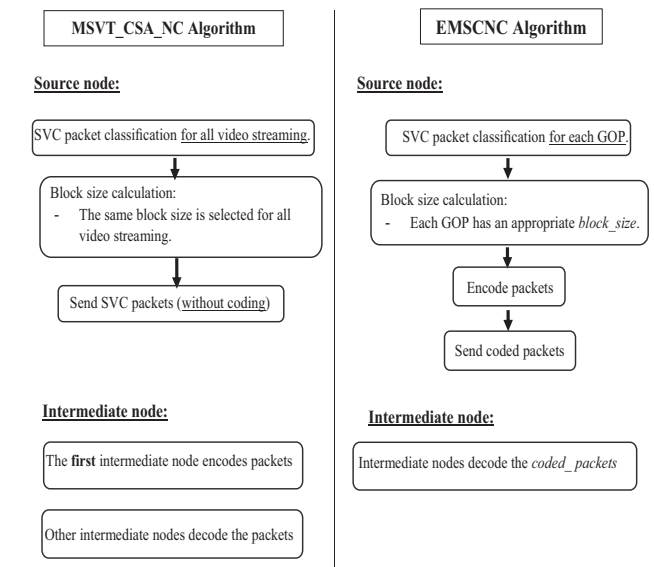 MSVT_CSA_NC Algorithm
Source node:
SVC packet classification for all video streaming.
Block size calculation:
- The same block size is selected for all
video streaming.
Send SVC packets (without coding)
Intermediate node:
The first intermediate node encodes packets
Other intermediate nodes decode the packets
EMSCNC Algorithm
Source node:
SVC packet classification for each GOP.
Block size calculation:
- Each GOP has an appropriate block_size.
Encode packets
Send coded packets
Intermediate node:
Intermediate nodes decode the coded_ packets